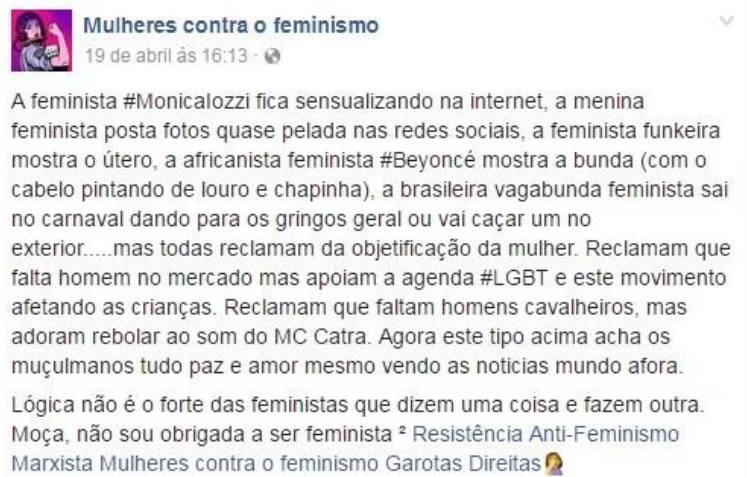 Mulheres contra o feminismo
19 de abril às 16:13 ·
A feminista #MonicaIozzi fica sensualizando na internet, a menina
feminista posta fotos quase pelada nas redes sociais, a feminista funkeira
mostra o útero, a africanista feminista #Beyoncé mostra a bunda (com o
cabelo pintando de louro e chapinha), a brasileira vagabunda feminista sai
no carnaval dando para os gringos geral ou vai caçar um no
exterior.....mas todas reclamam da objetificação da mulher. Reclamam que
falta homem no mercado mas apoiam a agenda #LGBT e este movimento
afetando as crianças. Reclamam que faltam homens cavalheiros, mas
adoram rebolar ao som do MC Catra. Agora este tipo acima acha os
muçulmanos tudo paz e amor mesmo vendo as noticias mundo afora.
Lógica não é o forte das feministas que dizem uma coisa e fazem outra.
Moça, não sou obrigada a ser feminista ² Resistência Anti-Feminismo
Marxista Mulheres contra o feminismo Garotas Direitas🤦